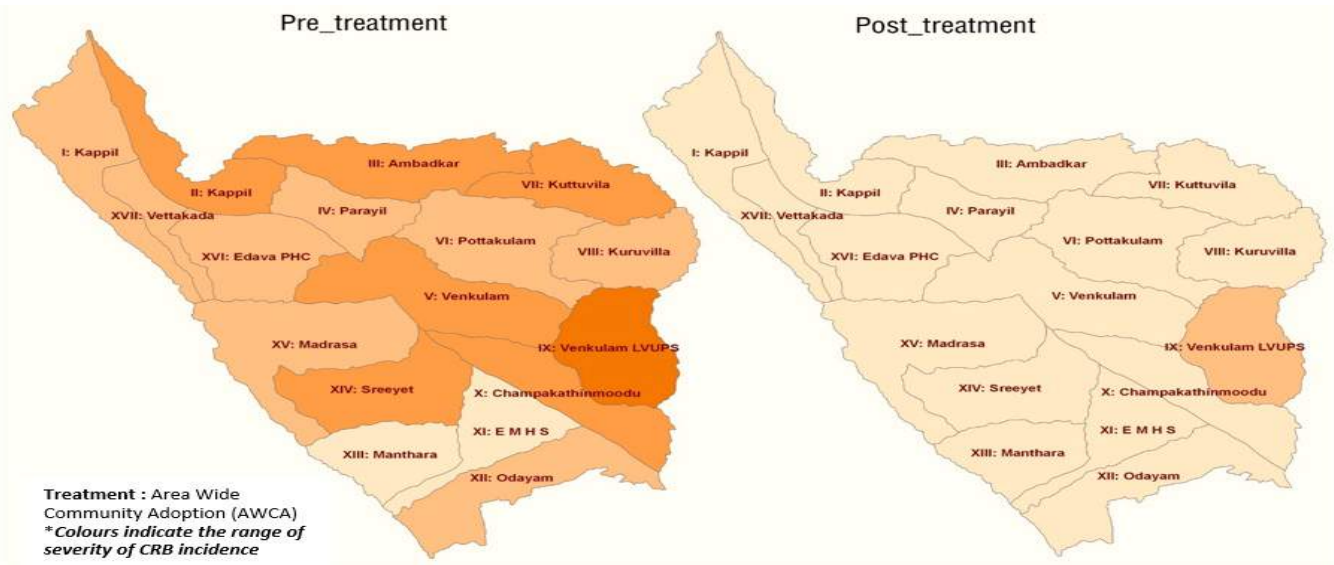 Pre_treatment
I: Kappil
II: Kappil
III: Ambadkar
VII: Kuttuvila
XVII: Vettakada
IV: Parayil
XVI: Edava PHC
VI: Pottakulam
VIII: Kuruvilla
V: Venkulam
XV: Madrasa
IX: Venkulam LVUPS
XIV: Sreeyet
X: Champakathinmoodu
XI: E M H S
XIII: Manthara
XII: Odayam
Treatment : Area Wide
Community Adoption (AWCA)
*Colours indicate the range of
severity of CRB incidence
Post_treatment
I: Kappil
II: Kappil
III: Ambadkar
VII: Kuttuvila
XVII: Vettakada
IV: Parayil
XVI: Edava PHC
VI: Pottakulam
VIII: Kuruvilla
V: Venkulam
XV: Madrasa
IX: Venkulam LVUPS
XIV: Sreeyet
X: Champakathinmoodu
XI: E M H S
XIII: Manthara
XII: Odayam